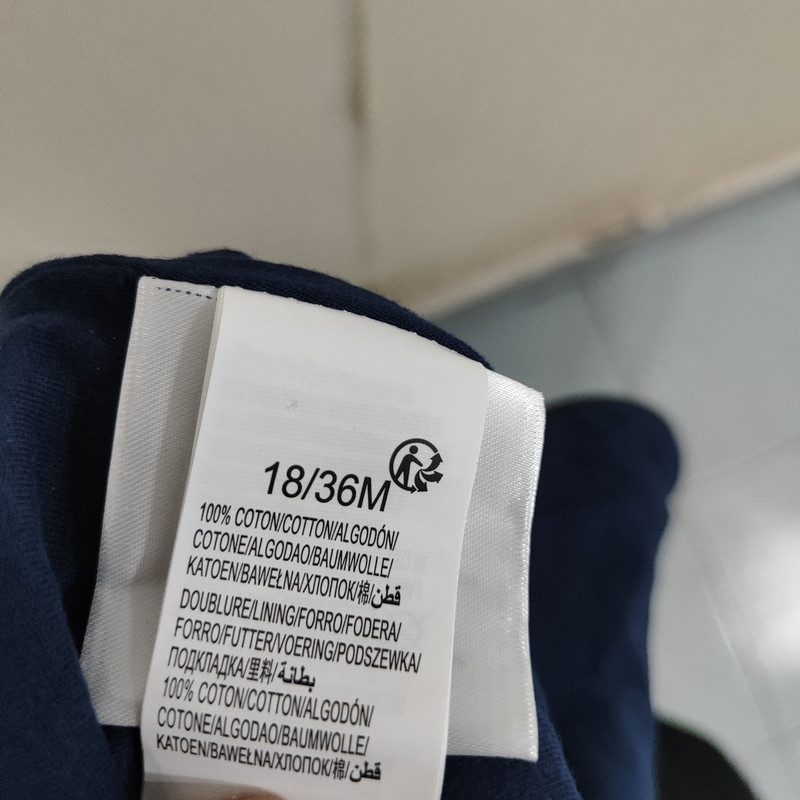 18/36M
100% COTON/COTTON/ALGODÓN/
COTONE/ALGODAO/BAUMWOLLE/
KATOEN/BAWEŁNA/ХЛОПОК/棉/قطن
DOUBLURE/LINING/FORRO/FODERA/
FORRO/FUTTER/VOERING/PODSZEWKA/
ПОДКЛАДКА/里料/بطانة
100% COTON/COTTON/ALGODÓN/
COTONE/ALGODAO/BAUMWOLLE/
KATOEN/BAWEŁNA/ХЛОПОК/棉/قطن